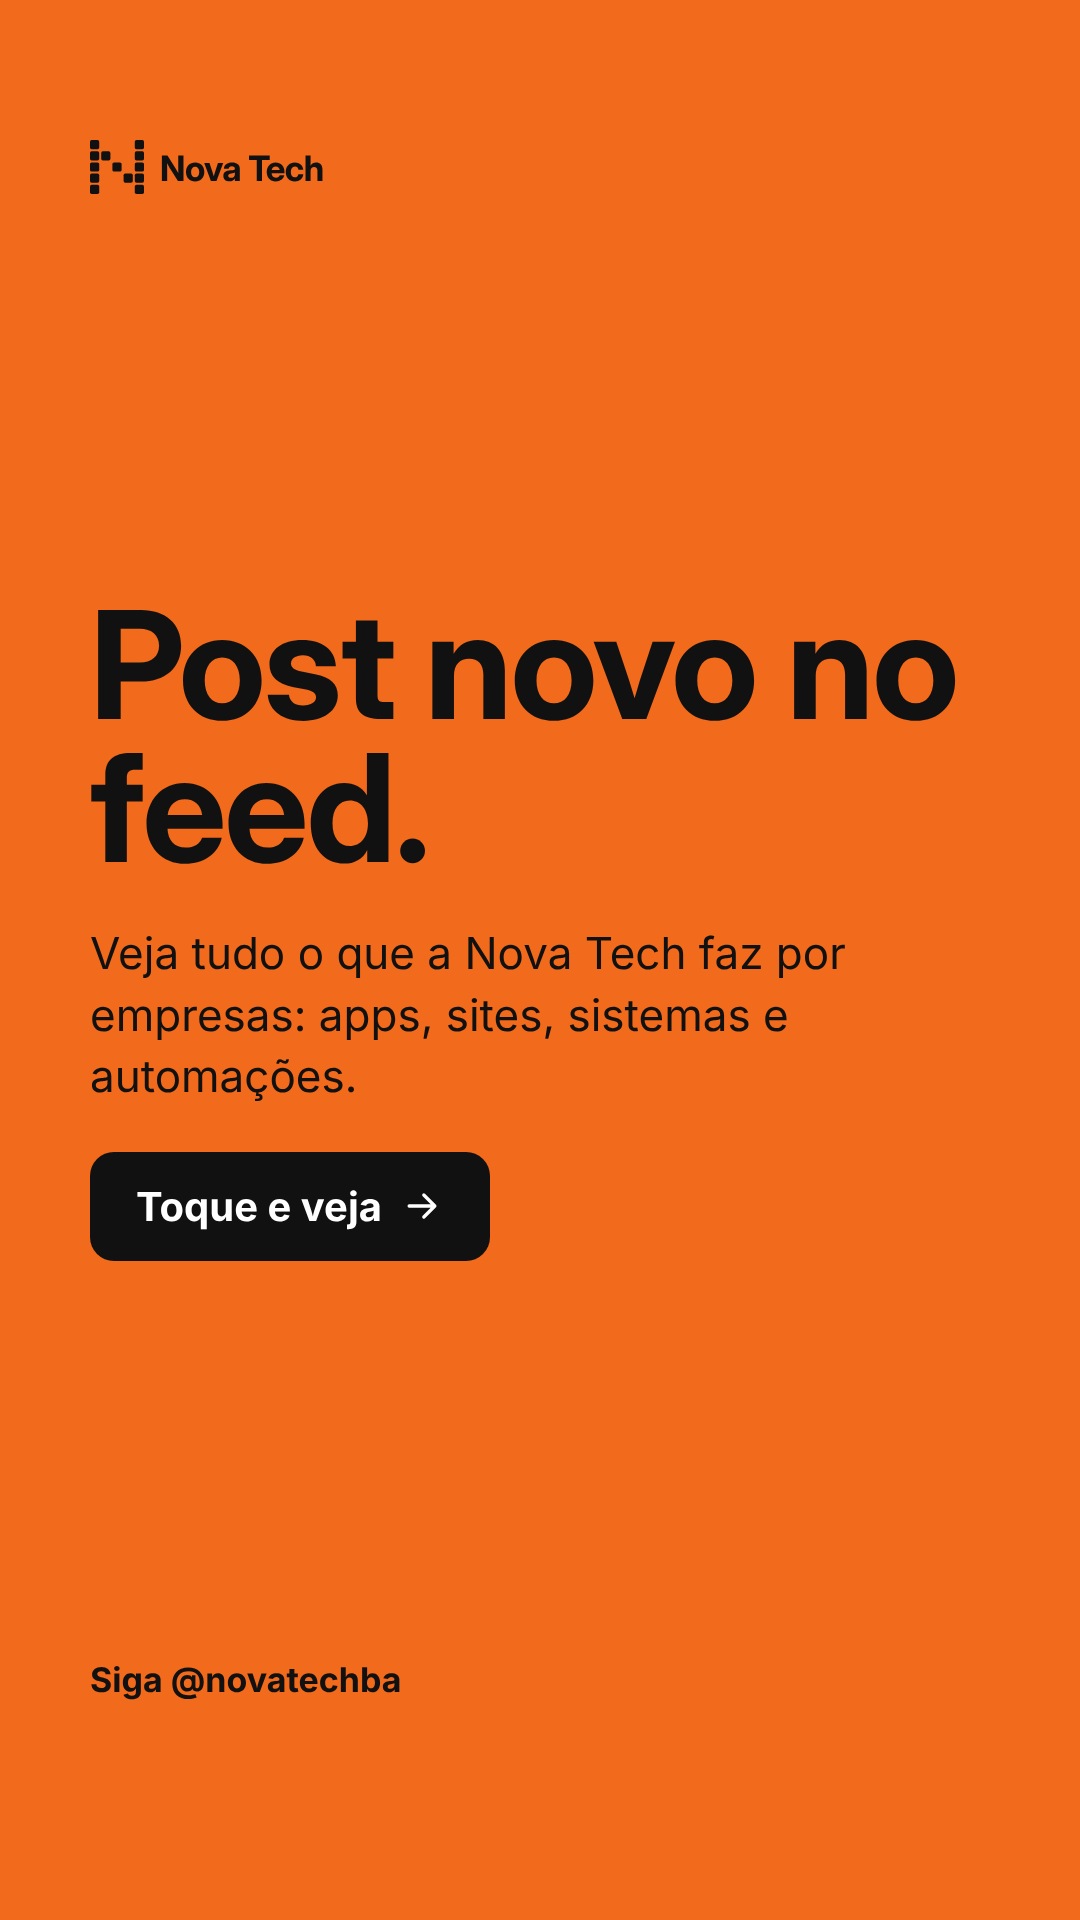 Nova Tech
Post novo no
feed.
Veja tudo o que a Nova Tech faz por
empresas: apps, sites, sistemas e
automações.
Toque e veja →
Siga @novatechba